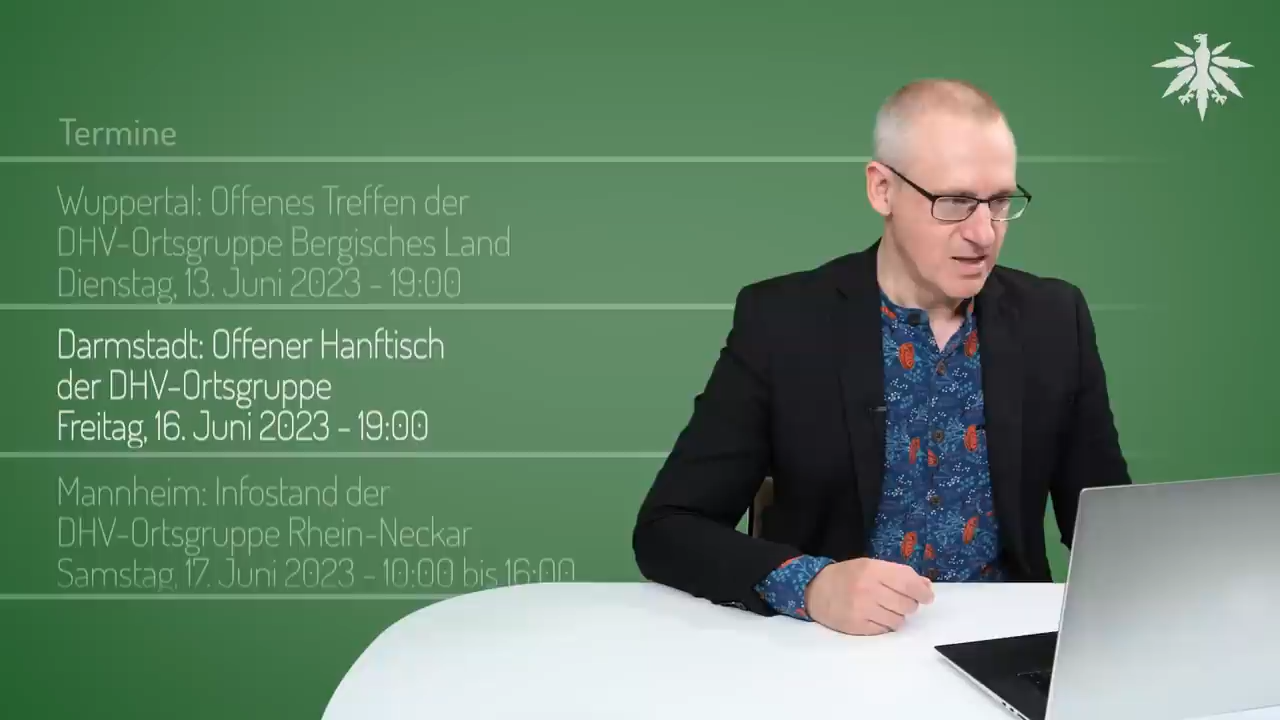 Termine
Wuppertal: Offenes Treffen der
DHV-Ortsgruppe Bergisches Land
Dienstag, 13. Juni 2023 - 19:00
Darmstadt: Offener Hanftisch
der DHV-Ortsgruppe
Freitag, 16. Juni 2023 - 19:00
Mannheim: Infostand der
DHV-Ortsgruppe Rhein-Neckar
Samstag, 17. Juni 2023 - 10:00 bis 16:00